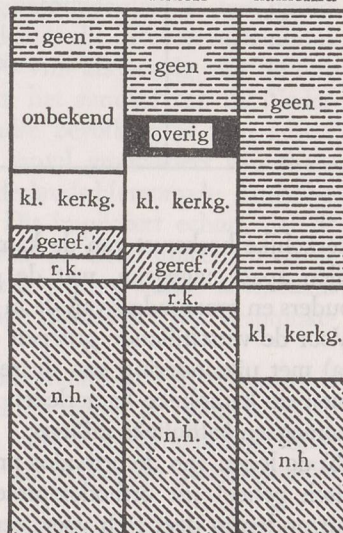 geen
onbekend
kl. kerkg.
geref.
r.k.
n.h.
geen
overig
kl. kerkg.
geref.
r.k.
n.h.
geen
kl. kerkg.
n.h.